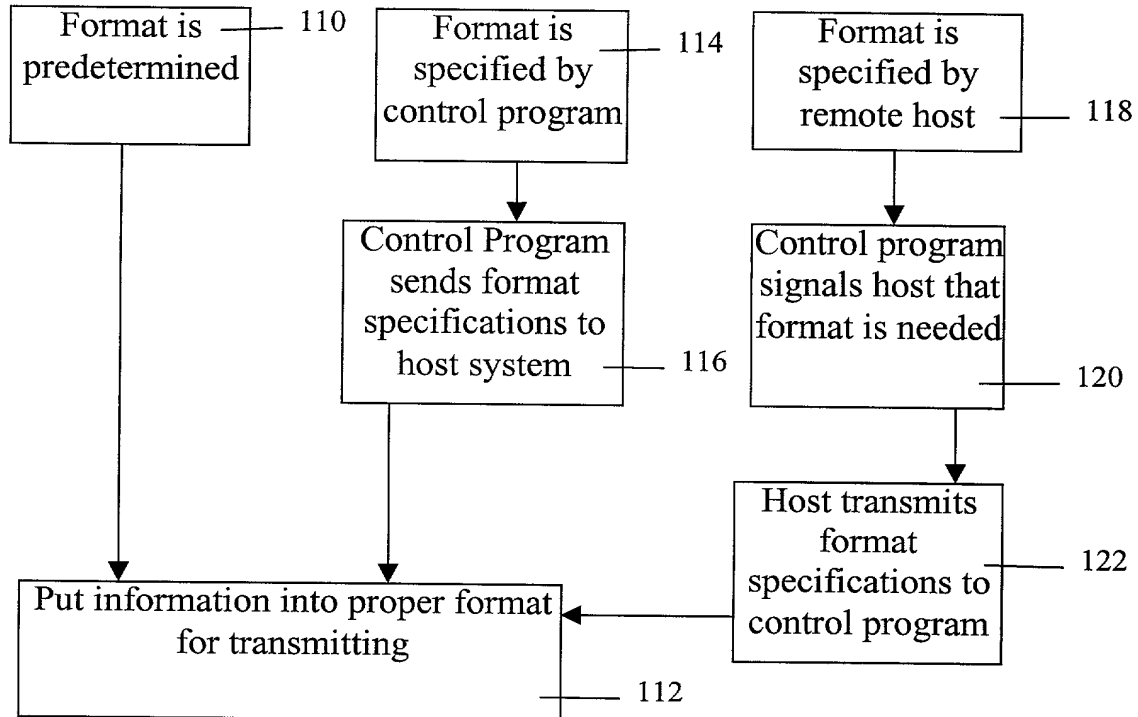 Format is
predetermined
110
Format is
specified by
control program
114
Format is
specified by
remote host
118
Control Program
sends format
specifications to
host system
116
Control program
signals host that
format is needed
120
Host transmits
format
specifications to
control program
122
Put information into proper format
for transmitting
112